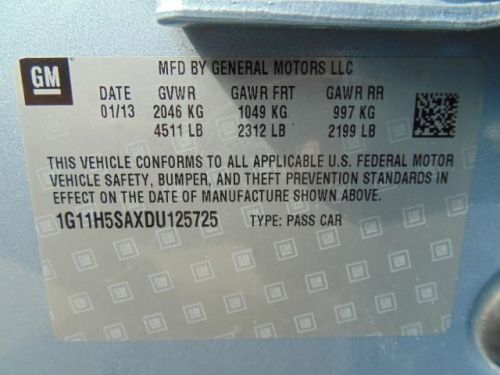 GM
MFD BY GENERAL MOTORS LLC
DATE GVWR GAWR FRT GAWR RR
01/13 2046 KG 1049 KG 997 KG
4511 LB 2312 LB 2199 LB
THIS VEHICLE CONFORMS TO ALL APPLICABLE U.S. FEDERAL MOTOR
VEHICLE SAFETY, BUMPER, AND THEFT PREVENTION STANDARDS IN
EFFECT ON THE DATE OF MANUFACTURE SHOWN ABOVE.
1G11H5SAXDU125725 TYPE: PASS CAR